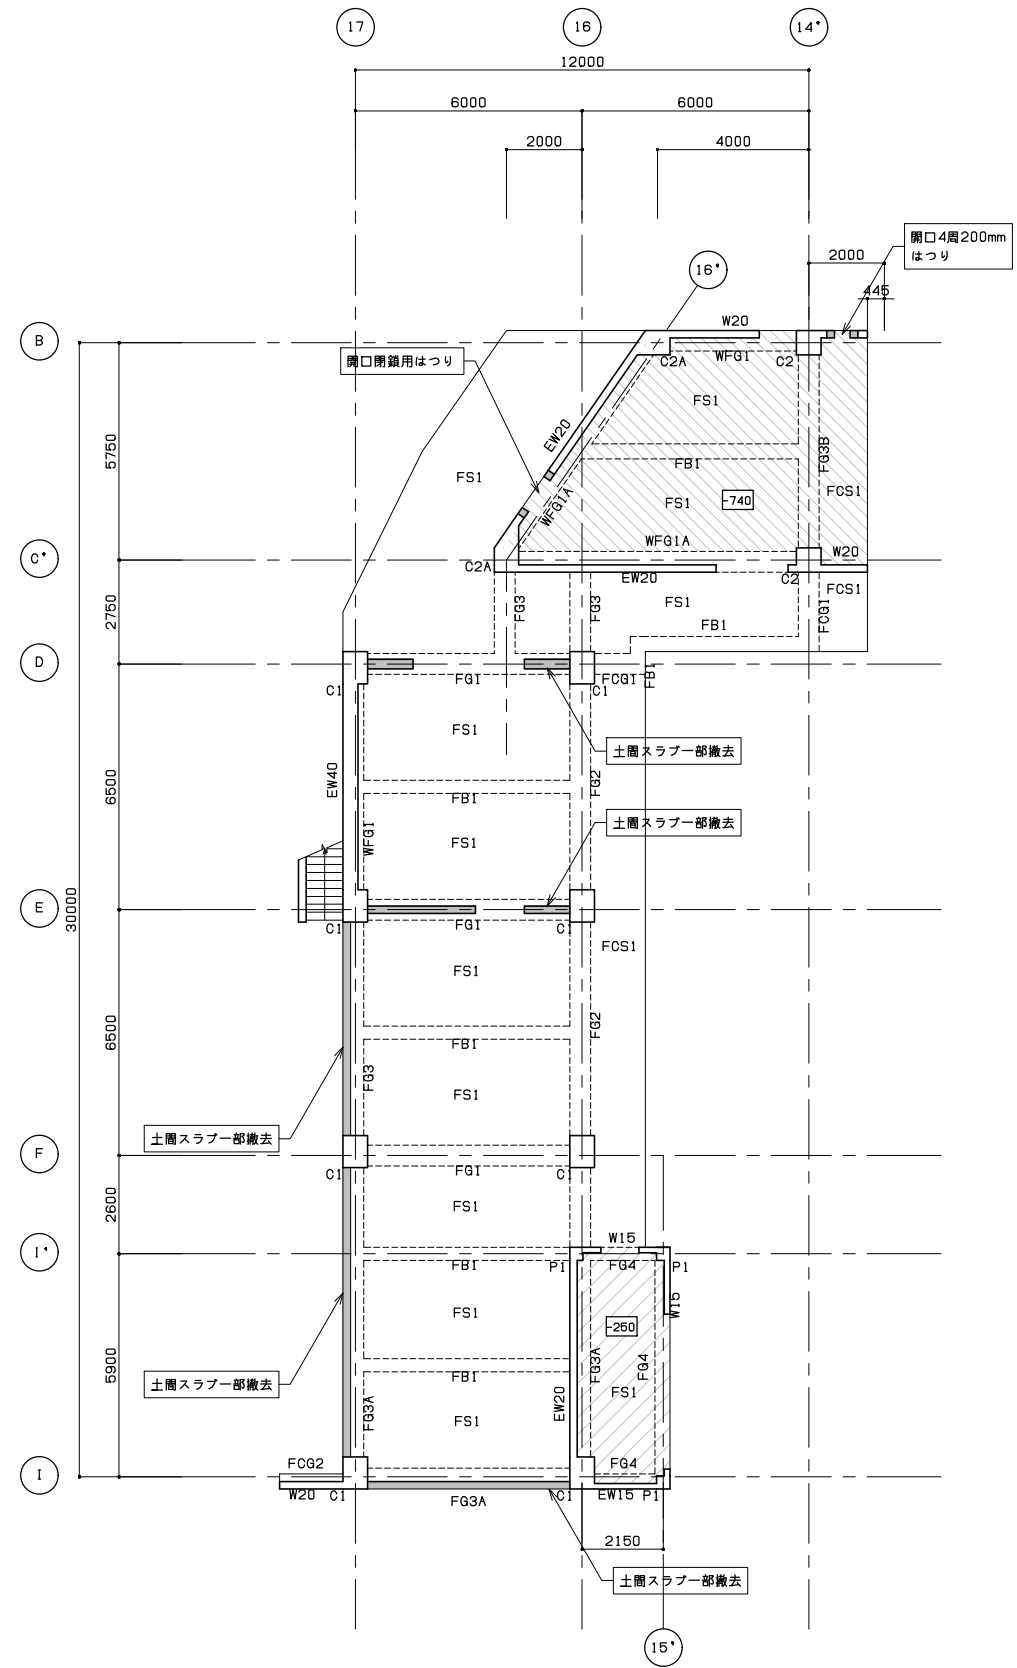 17
16
14'
12000
6000
6000
2000
4000
開口4周200mm
はつり
2000
445
16'
B
W20
開口閉鎖用はつり
C2A
WFG1
C2
EW20
FS1
5750
FG3B
FS1
FB1
WFG1A
FS1
-740
FCS1
C'
WFG1A
W20
C2A
EW20
C2
FCS1
FG3
FG3
FS1
FCG1
FB1
2750
D
FG1
FCG1
FB1
C1
C1
FS1
土間スラブ一部撤去
EW40
FG2
6500
FB1
土間スラブ一部撤去
WFG1
FS1
30000
E
C1
FG1
C1
FCS1
FS1
FG2
6500
FB1
FG3
FS1
土間スラブ一部撤去
F
C1
FG1
C1
FS1
2600
W15
I'
FB1
P1
FG4
P1
FS1
-250
W15
FG3A
FG4
土間スラブ一部撤去
5900
FB1
FS1
FG3A
FS1
EW20
FCG2
FG4
I
W20
C1
FG3A
C1
EW15
P1
2150
土間スラブ一部撤去
15'